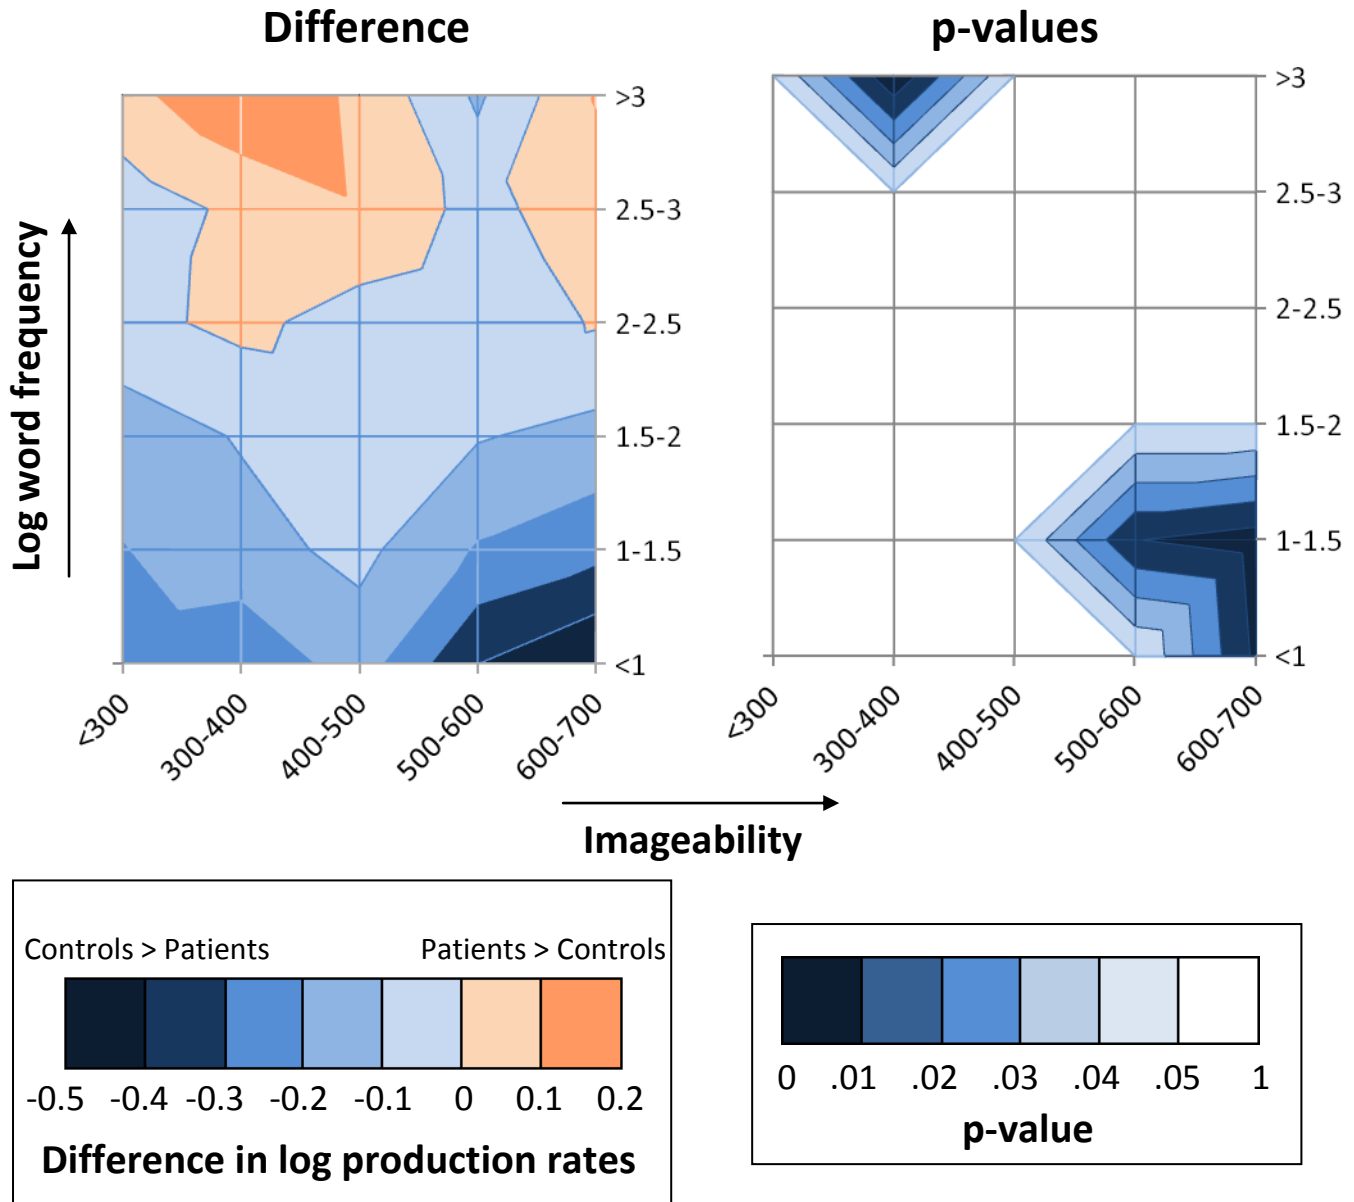 Difference
p-values
Log word frequency
>3
2.5-3
2-2.5
1.5-2
1-1.5
<1
<300
300-400
400-500
500-600
600-700
>3
2.5-3
2-2.5
1.5-2
1-1.5
<1
<300
300-400
400-500
500-600
600-700
Imageability
Controls > Patients Patients > Controls
-0.5 -0.4 -0.3 -0.2 -0.1 0 0.1 0.2
Difference in log production rates
0 .01 .02 .03 .04 .05 1
p-value